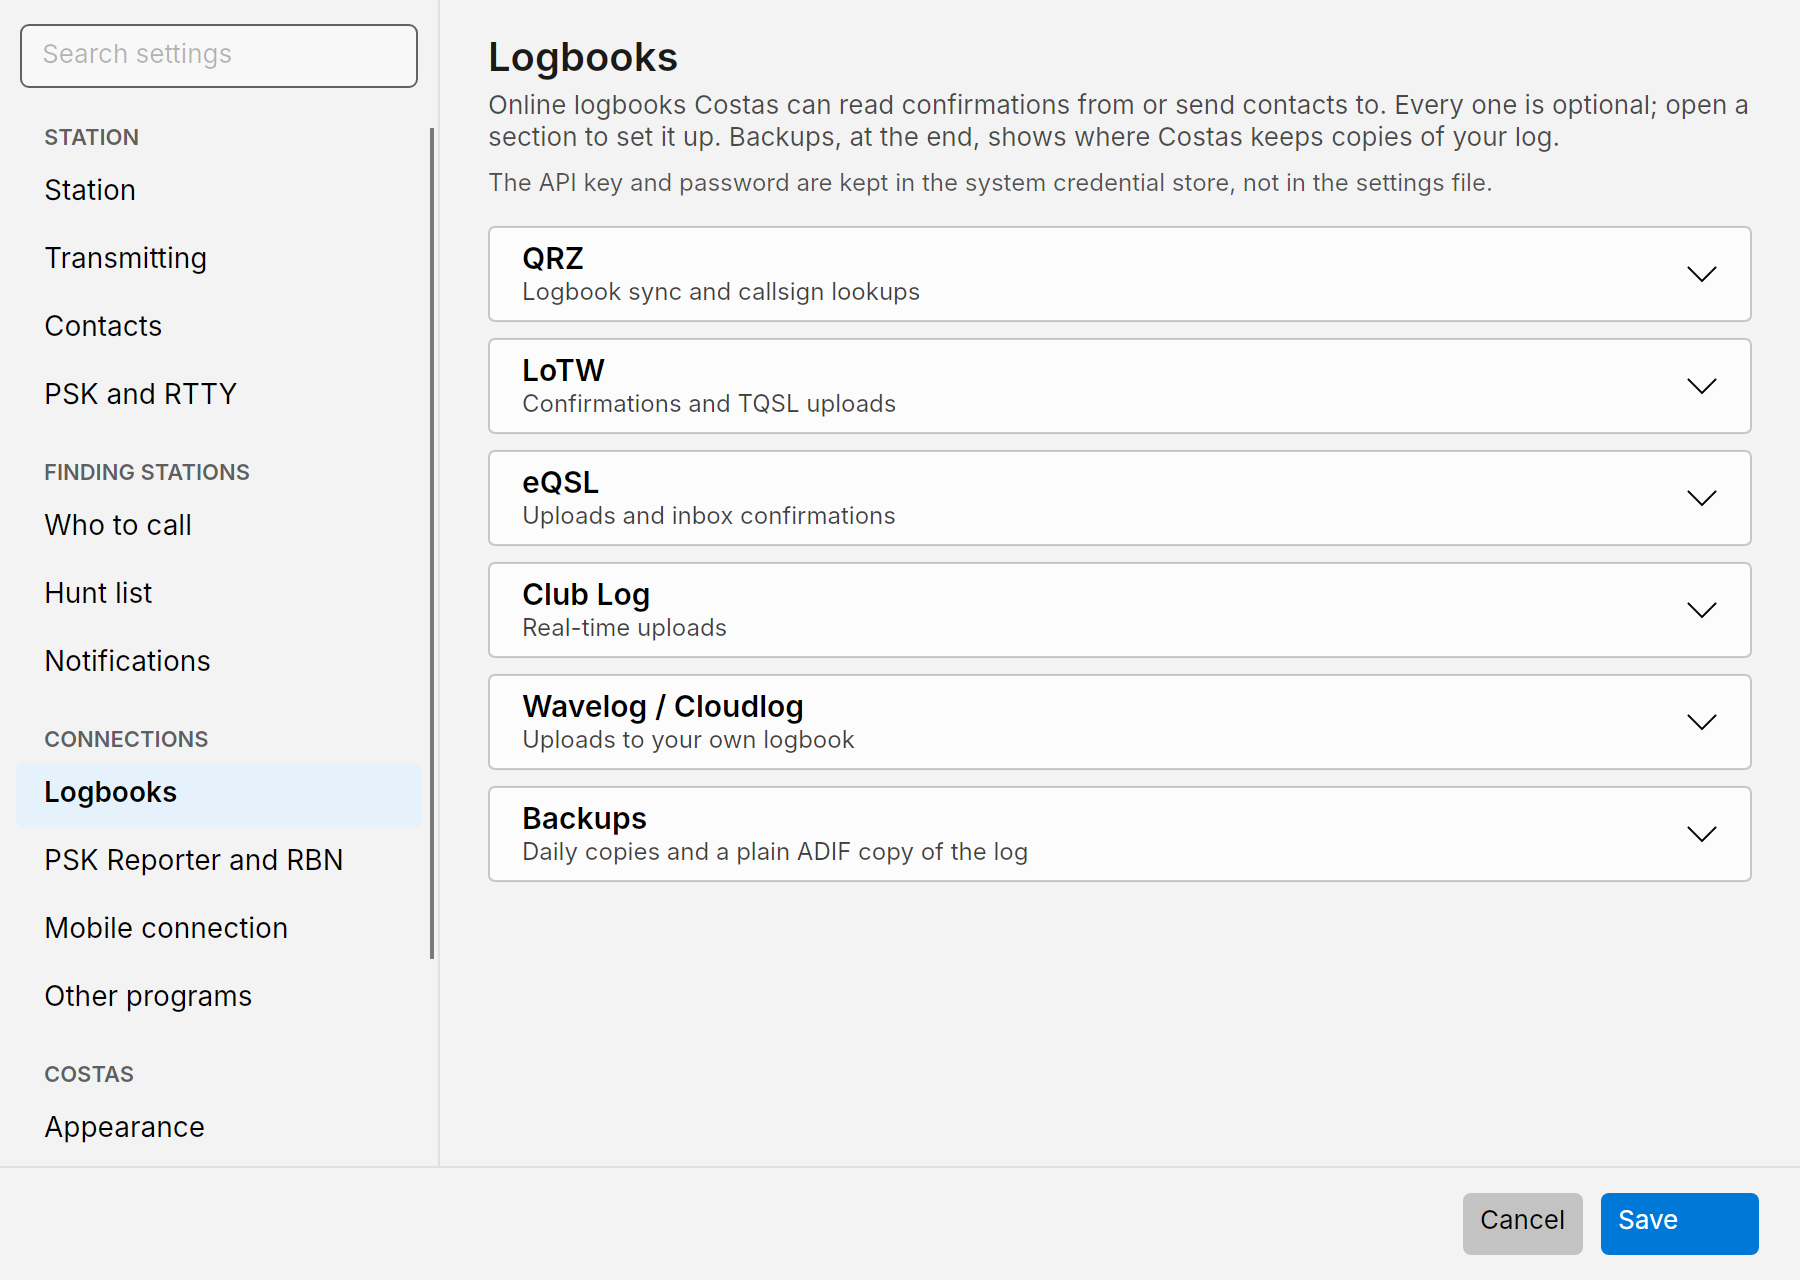 Search settings
STATION
Station
Transmitting
Contacts
PSK and RTTY
FINDING STATIONS
Who to call
Hunt list
Notifications
CONNECTIONS
Logbooks
PSK Reporter and RBN
Mobile connection
Other programs
COSTAS
Appearance
Logbooks
Online logbooks Costas can read confirmations from or send contacts to. Every one is optional; open a
section to set it up. Backups, at the end, shows where Costas keeps copies of your log.
The API key and password are kept in the system credential store, not in the settings file.
QRZ
Logbook sync and callsign lookups
LoTW
Confirmations and TQSL uploads
eQSL
Uploads and inbox confirmations
Club Log
Real-time uploads
Wavelog / Cloudlog
Uploads to your own logbook
Backups
Daily copies and a plain ADIF copy of the log
Cancel
Save